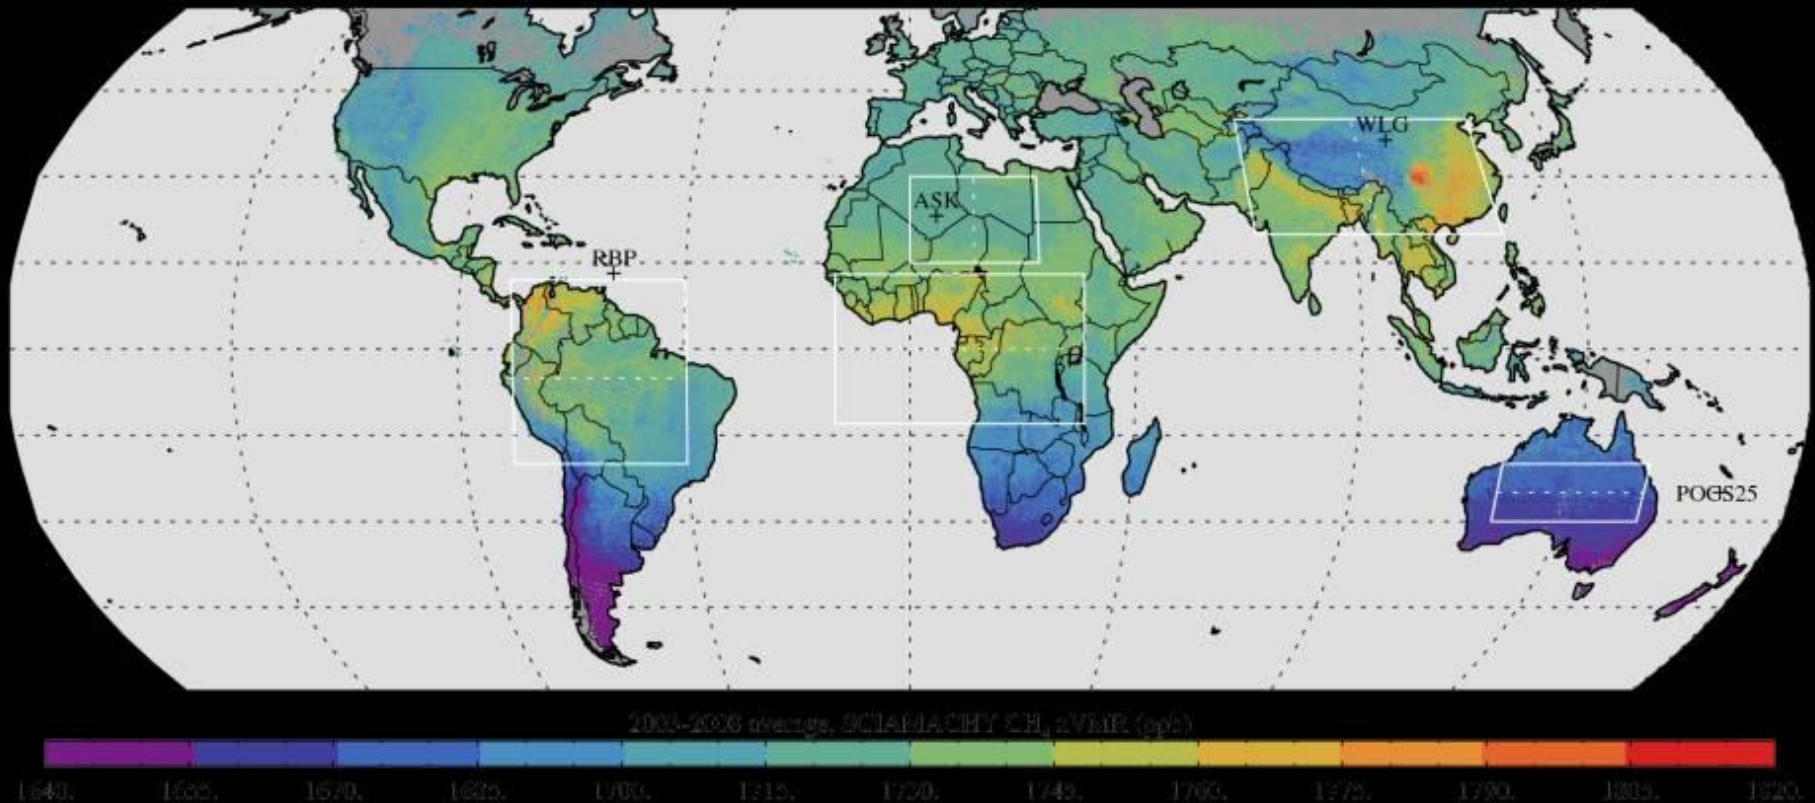 WLG
ASK
RBP
POCS25
2003-2008 average, SCIAMACHY CH₄ xVMR (ppb)
1640. 1655. 1670. 1685. 1700. 1715. 1730. 1745. 1760. 1775. 1790. 1805. 1820.